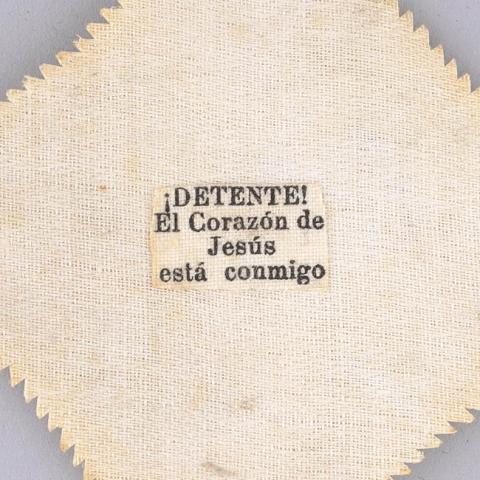 ¡DETENTE!
El Corazón de
Jesús
está conmigo